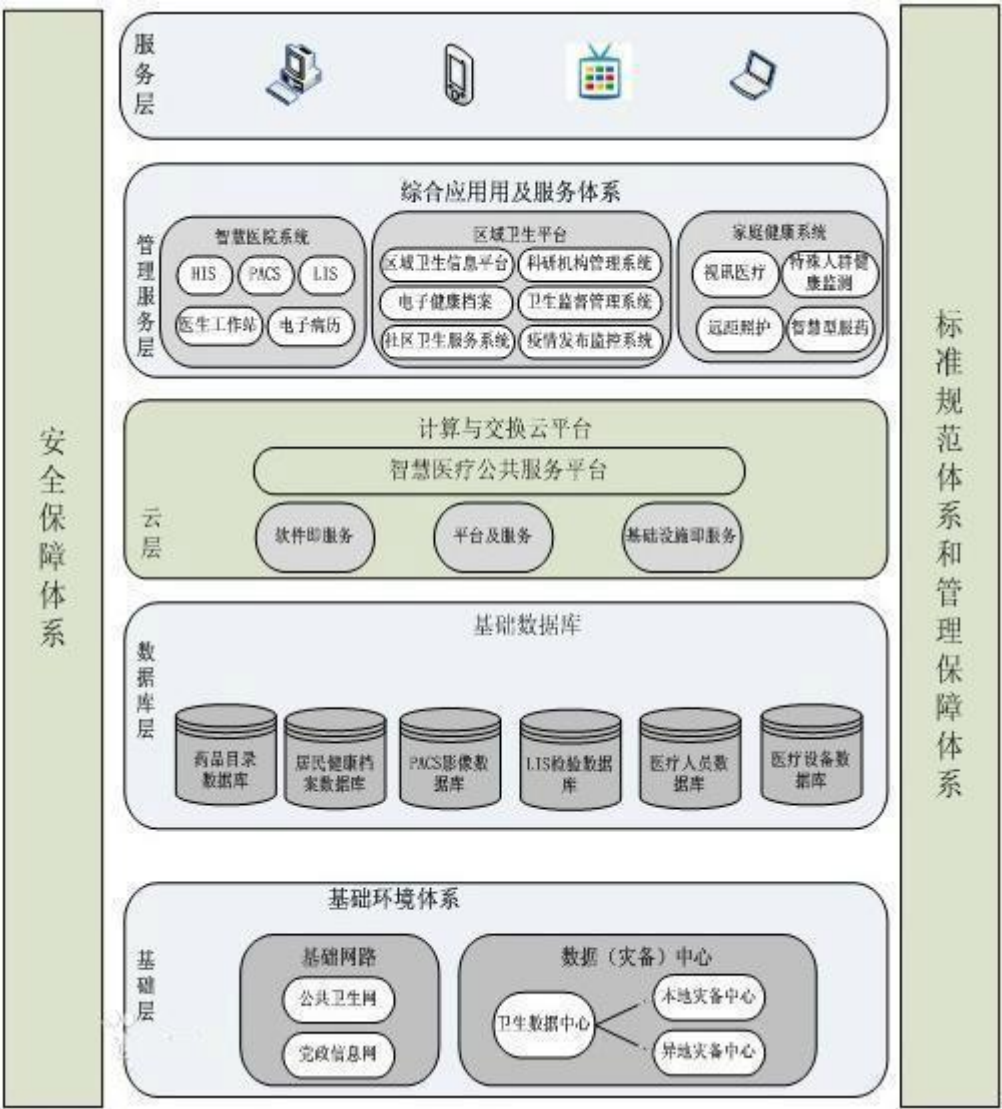 安全保障体系
标准规范体系和管理保障体系
服务层
管理服务层
综合应用用及服务体系
智慧医院系统
HIS
PACS
LIS
医生工作站
电子病历
区域卫生平台
区域卫生信息平台
科研机构管理系统
电子健康档案
卫生监督管理系统
社区卫生服务系统
疫情发布监控系统
家庭健康系统
视讯医疗
特殊人群健
康监测
远距照护
智慧型服药
云层
计算与交换云平台
智慧医疗公共服务平台
软件即服务
平台及服务
基础设施即服务
数据库层
基础数据库
药品目录
数据库
居民健康档
案数据库
PACS影像数
据库
LIS检验数据
库
医疗人员数
据库
医疗设备数
据库
基础层
基础环境体系
基础网路
公共卫生网
党政信息网
数据（灾备）中心
卫生数据中心
本地灾备中心
异地灾备中心